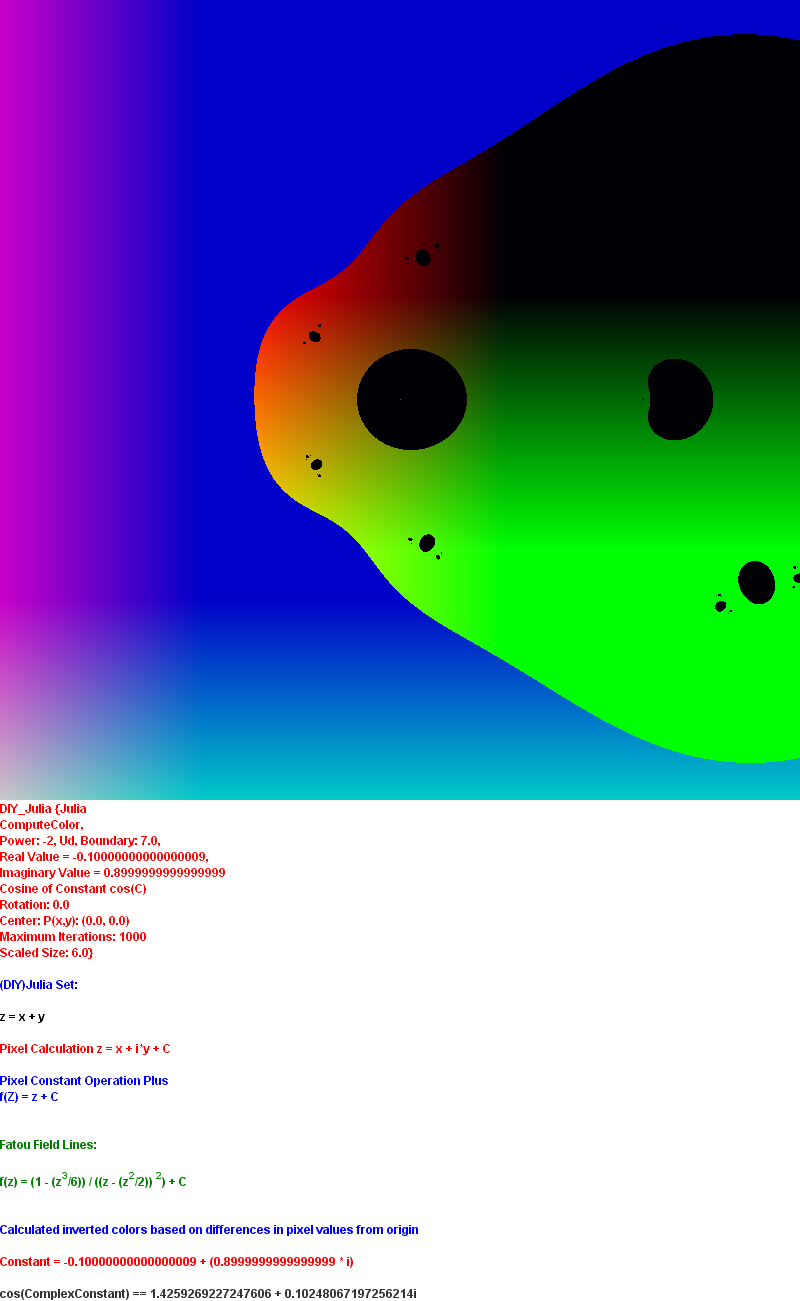 DIY_Julia {Julia
ComputeColor,
Power: -2, Ud, Boundary: 7.0,
Real Value = -0.10000000000000009,
Imaginary Value = 0.8999999999999999
Cosine of Constant cos(C)
Rotation: 0.0
Center: P(x,y): (0.0, 0.0)
Maximum Iterations: 1000
Scaled Size: 6.0}
(DIY)Julia Set:
z = x + y
Pixel Calculation z = x + i*y + C
Pixel Constant Operation Plus
f(Z) = z + C
Fatou Field Lines:
f(z) = (1 - (z³/6)) / ((z - (z²/2)) ²) + C
Calculated inverted colors based on differences in pixel values from origin
Constant = -0.10000000000000009 + (0.8999999999999999 * i)
cos(ComplexConstant) == 1.4259269227247606 + 0.10248067197256214i